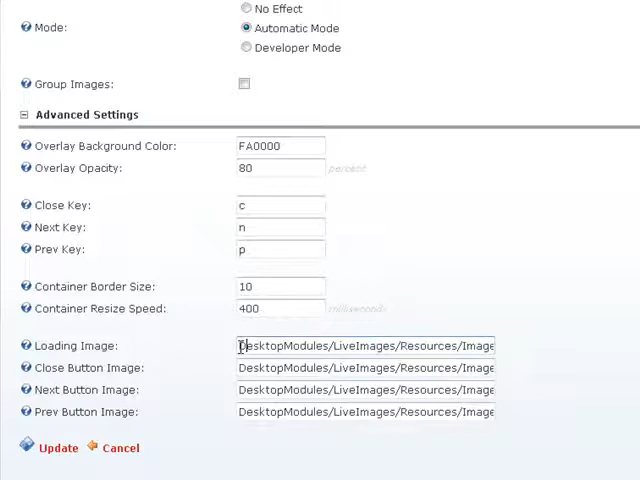 No Effect
Mode:
Automatic Mode
Developer Mode
Group Images:
Advanced Settings
Overlay Background Color: FA0000
Overlay Opacity: 80 percent
Close Key: c
Next Key: n
Prev Key: p
Container Border Size: 10
Container Resize Speed: 400 milliseconds
Loading Image: DesktopModules/LiveImages/Resources/Image
Close Button Image: DesktopModules/LiveImages/Resources/Image
Next Button Image: DesktopModules/LiveImages/Resources/Image
Prev Button Image: DesktopModules/LiveImages/Resources/Image
Update Cancel